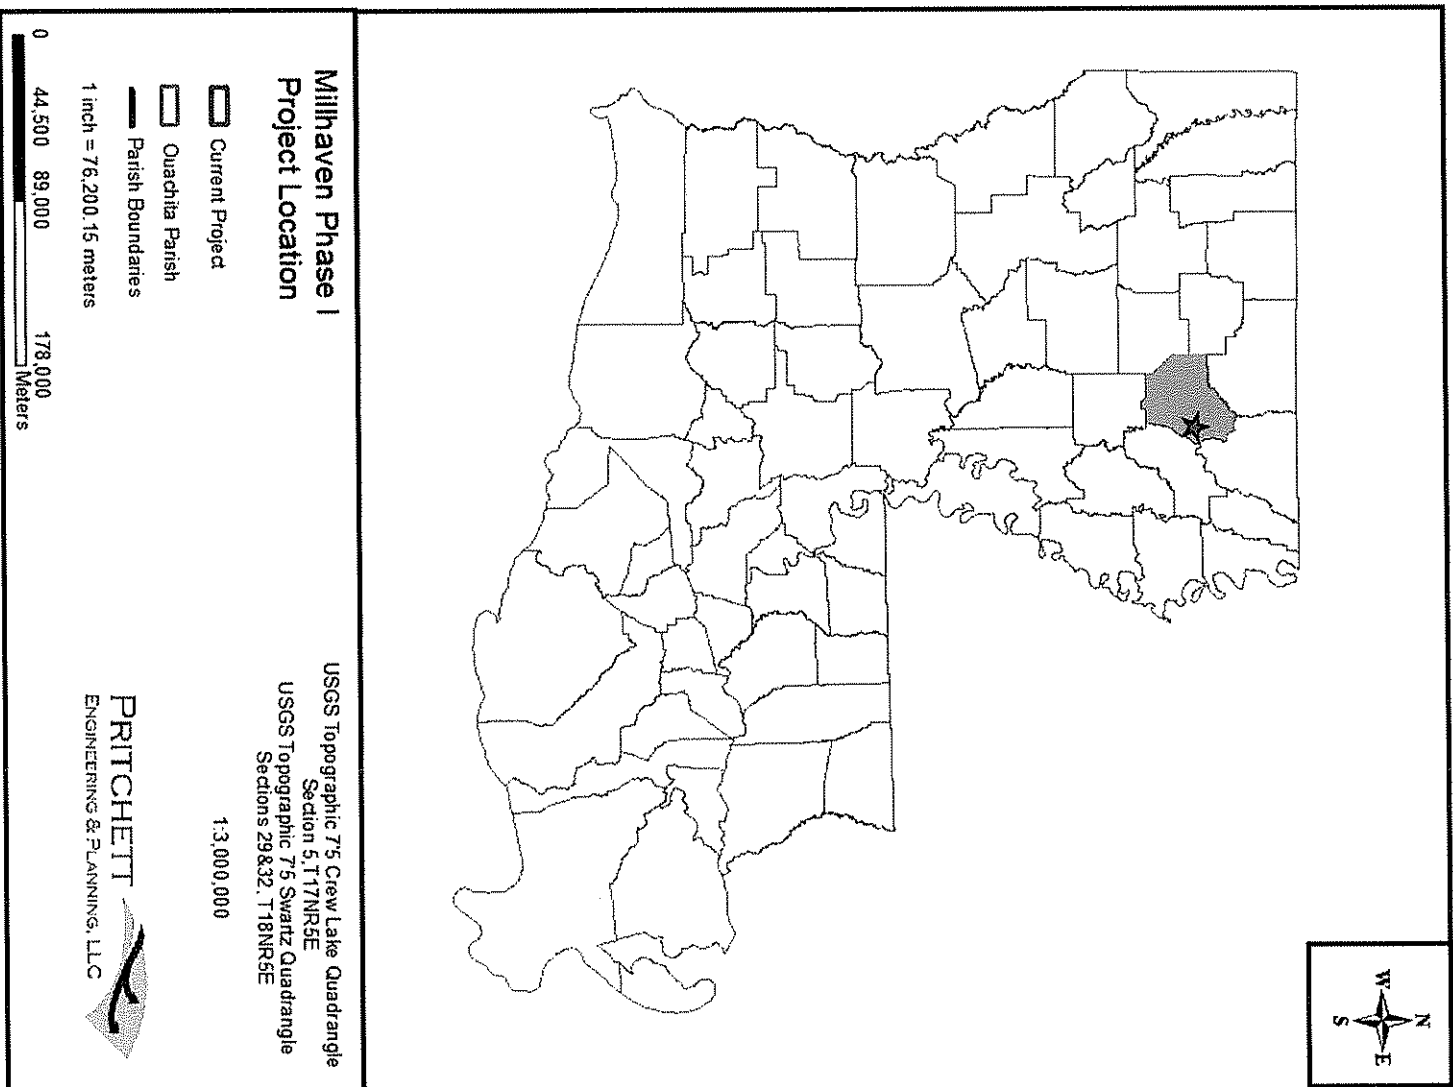 N
W E
S
Millhaven Phase I
Project Location
Current Project
Ouachita Parish
Parish Boundaries
1 inch = 76,200.15 meters
0 44,500 89,000 178,000
Meters
USGS Topographic 7'5 Crew Lake Quadrangle
Section 5,T17NR5E
USGS Topographic 7'5 Swartz Quadrangle
Sections 29&32, T18NR5E
1:3,000,000
PRITCHETT
ENGINEERING & PLANNING, LLC